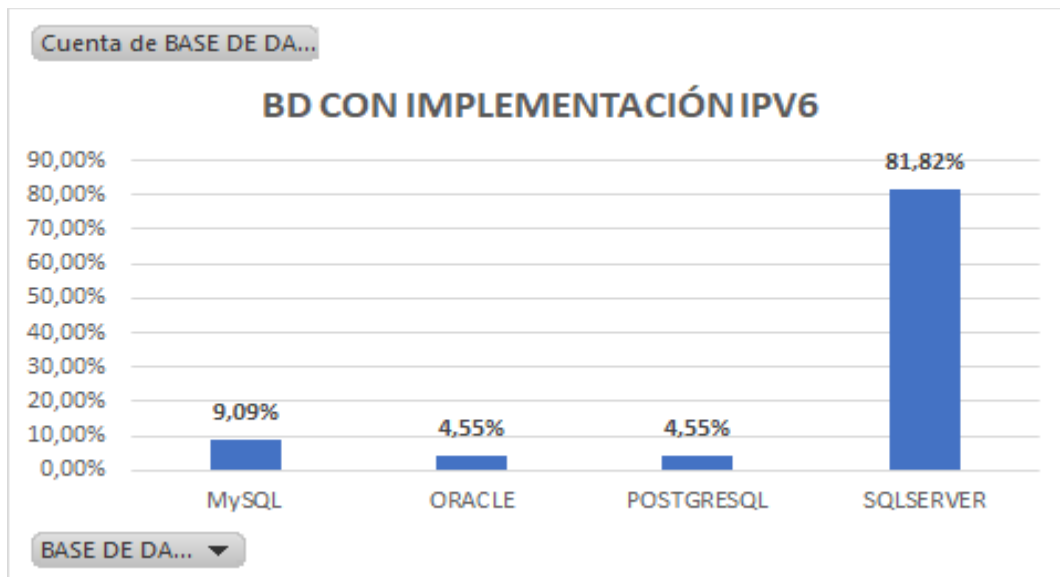 Cuenta de BASE DE DA...
BD CON IMPLEMENTACIÓN IPV6
90,00%
80,00%
70,00%
60,00%
50,00%
40,00%
30,00%
20,00%
10,00%
0,00%
9,09%
4,55%
4,55%
81,82%
MySQL
ORACLE
POSTGRESQL
SQLSERVER
BASE DE DA...